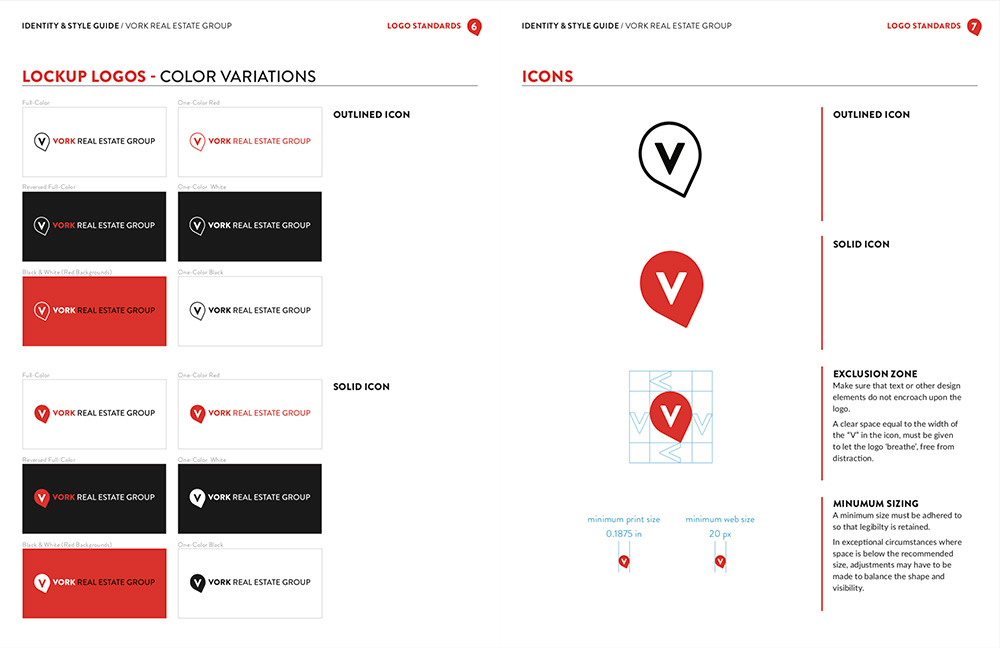 IDENTITY & STYLE GUIDE / VORK REAL ESTATE GROUP
LOGO STANDARDS 6
LOCKUP LOGOS - COLOR VARIATIONS
Full-Color
One-Color Red
OUTLINED ICON
V VORK REAL ESTATE GROUP
V VORK REAL ESTATE GROUP
Reversed Full-Color
One-Color White
V VORK REAL ESTATE GROUP
V VORK REAL ESTATE GROUP
Black & White (Red Backgrounds)
One-Color Black
V VORK REAL ESTATE GROUP
V VORK REAL ESTATE GROUP
Full-Color
One-Color Red
SOLID ICON
V VORK REAL ESTATE GROUP
V VORK REAL ESTATE GROUP
Reversed Full-Color
One-Color White
V VORK REAL ESTATE GROUP
V VORK REAL ESTATE GROUP
Black & White (Red Backgrounds)
One-Color Black
V VORK REAL ESTATE GROUP
V VORK REAL ESTATE GROUP
IDENTITY & STYLE GUIDE / VORK REAL ESTATE GROUP
LOGO STANDARDS 7
ICONS
V
OUTLINED ICON
V
SOLID ICON
V
EXCLUSION ZONE
Make sure that text or other design
elements do not encroach upon the
logo.
A clear space equal to the width of
the "V" in the icon, must be given
to let the logo 'breathe', free from
distraction.
minimum print size
0.1875 in
V
minimum web size
20 px
V
MINUMUM SIZING
A minimum size must be adhered to
so that legibilty is retained.
In exceptional circumstances where
space is below the recommended
size, adjustments may have to be
made to balance the shape and
visibility.